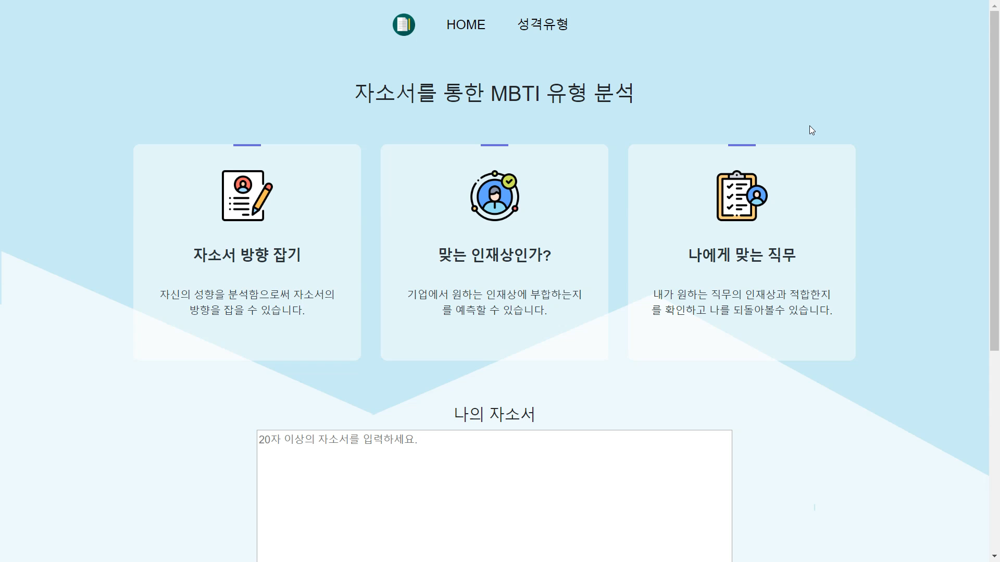 HOME 성격유형
자소서를 통한 MBTI 유형 분석
자소서 방향 잡기
자신의 성향을 분석함으로써 자소서의
방향을 잡을 수 있습니다.
맞는 인재상인가?
기업에서 원하는 인재상에 부합하는지
를 예측할 수 있습니다.
나에게 맞는 직무
내가 원하는 직무의 인재상과 적합한지
를 확인하고 나를 되돌아볼수 있습니다.
나의 자소서
20자 이상의 자소서를 입력하세요.